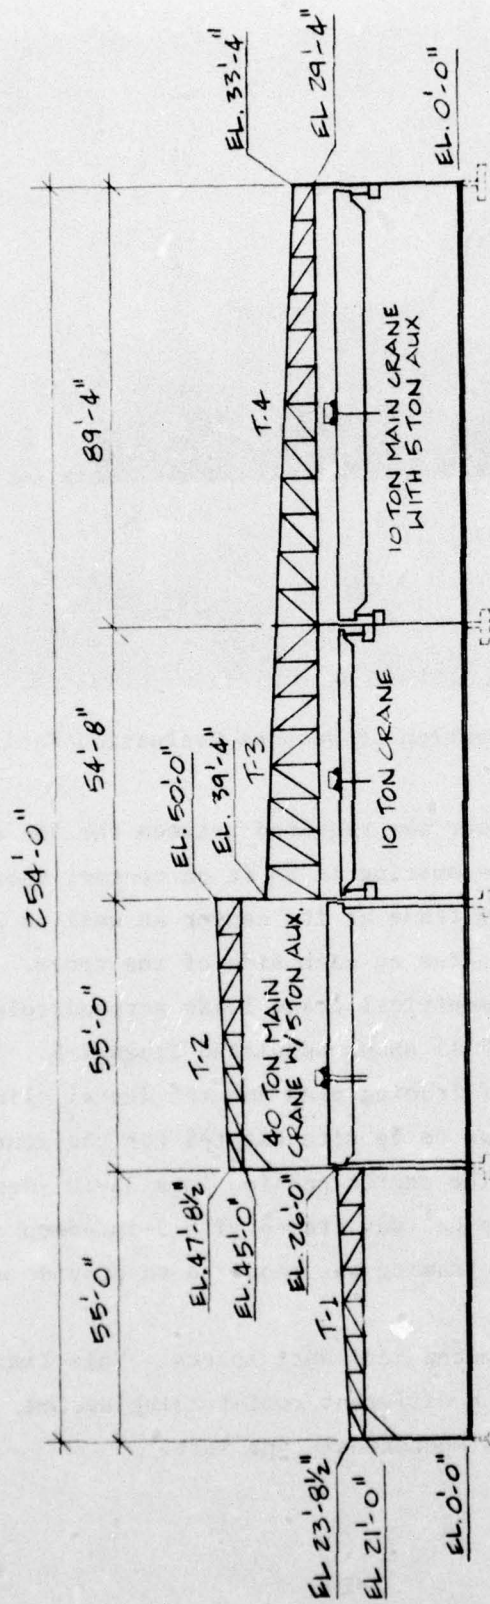 254'-0"
55'-0"
55'-0"
54'-8"
89'-4"
EL. 50'-0"
EL. 47'-8½"
T-2
EL. 45'-0"
EL. 39'-4"
T-3
T-4
EL. 33'-4"
EL 29'-4"
40 TON MAIN
CRANE W/ 5 TON AUX.
EL. 26'-0"
T-1
EL 23'-8½"
EL 21'-0"
10 TON CRANE
10 TON MAIN CRANE
WITH 5 TON AUX
EL. 0'-0"
EL. 0'-0"